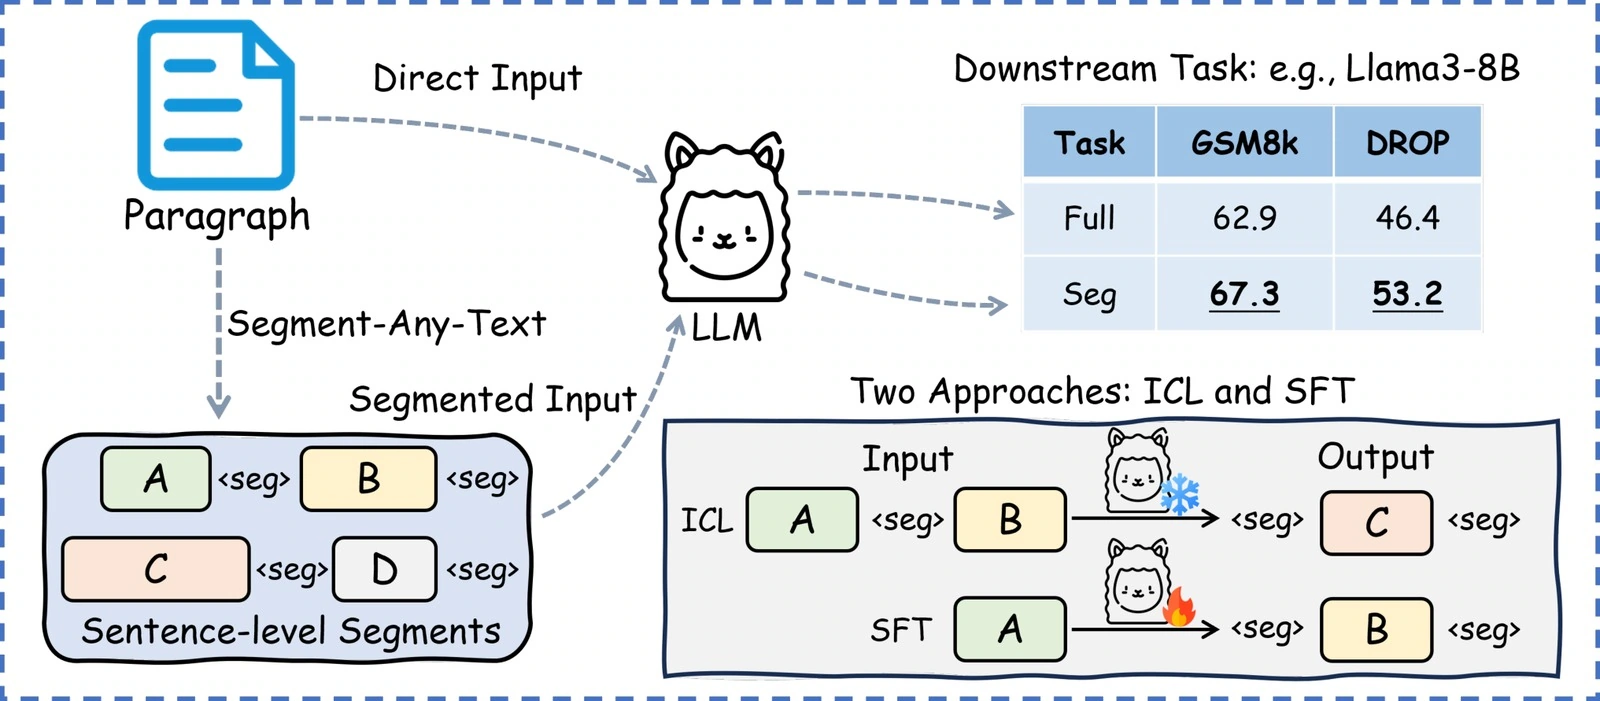 Direct Input
Paragraph
Segment-Any-Text
Segmented Input
LLM
A <seg> B <seg>
C <seg> D <seg>
Sentence-level Segments
Downstream Task: e.g., Llama3-8B
Task GSM8k DROP
Full 62.9 46.4
Seg 67.3 53.2
Two Approaches: ICL and SFT
Input Output
ICL A <seg> B <seg> C <seg>
SFT A <seg> B <seg>